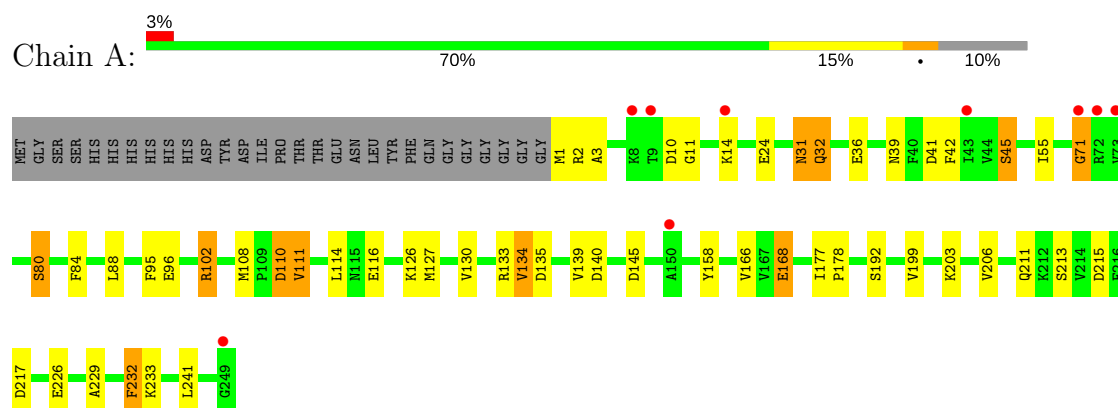 3%
Chain A:
70% 15% • 10%
MET GLY SER SER HIS HIS HIS HIS HIS HIS ASP TYR ASP ILE PRO THR THR GLU ASN LEU TYR PHE GLN GLY GLY GLY GLY GLY GLY GLY M1 R2 A3 K8 T9 D10 G11 K14 E24 N31 Q32 E36 N39 F40 D41 F42 I43 V44 S45 I55 G71 R72
S80 F84 L88 F95 E96 R102 M108 P109 D110 V111 L114 N115 E116 K126 M127 V130 R133 V134 D135 V139 D140 D145 A150 Y158 V166 V167 E168 I177 P178 S192 V199 K203 V206 Q211 K212 S213 V214 D215
D217 E226 A229 F232 K233 L241 G249